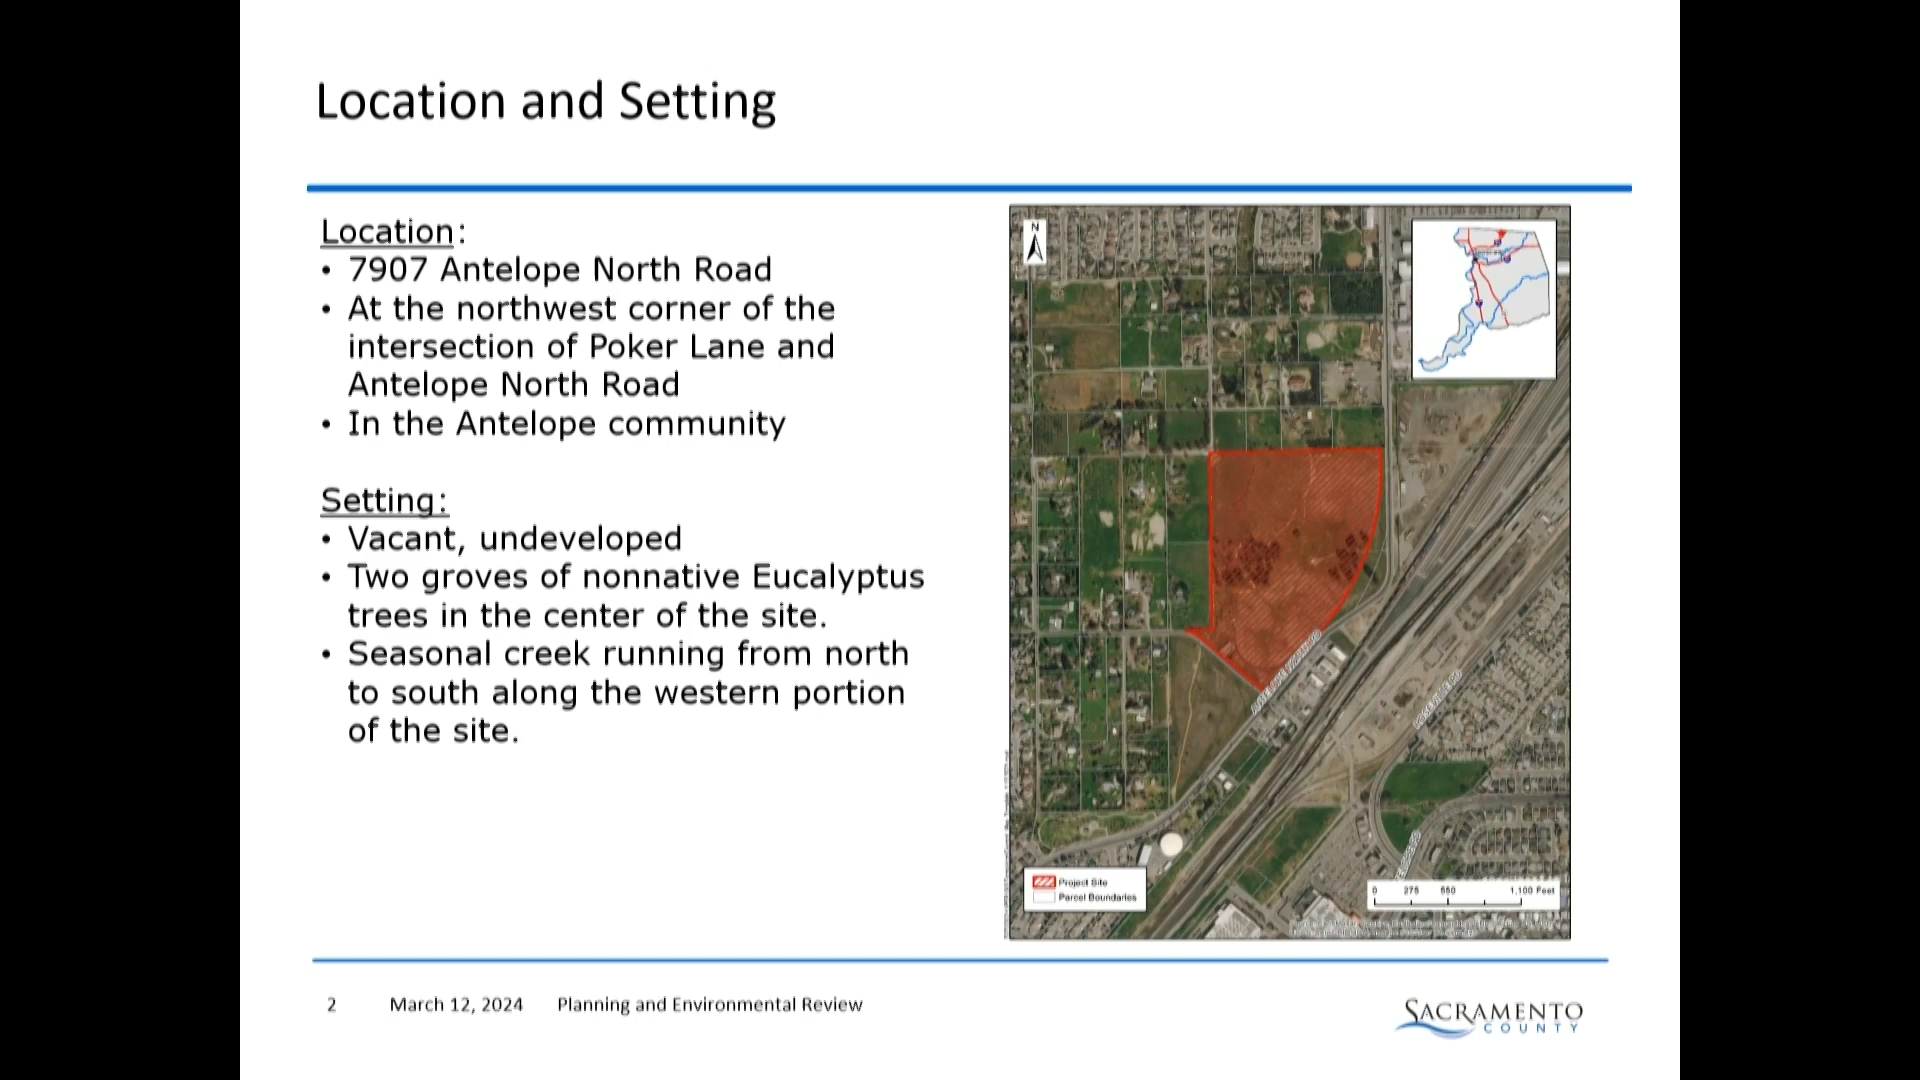 Location and Setting
Location:
• 7907 Antelope North Road
• At the northwest corner of the
intersection of Poker Lane and
Antelope North Road
• In the Antelope community
Setting:
• Vacant, undeveloped
• Two groves of nonnative Eucalyptus
trees in the center of the site.
• Seasonal creek running from north
to south along the western portion
of the site.
N
Project Site
Parcel Boundaries
0 275 550 1,100 Feet
2 March 12, 2024 Planning and Environmental Review
SACRAMENTO
COUNTY